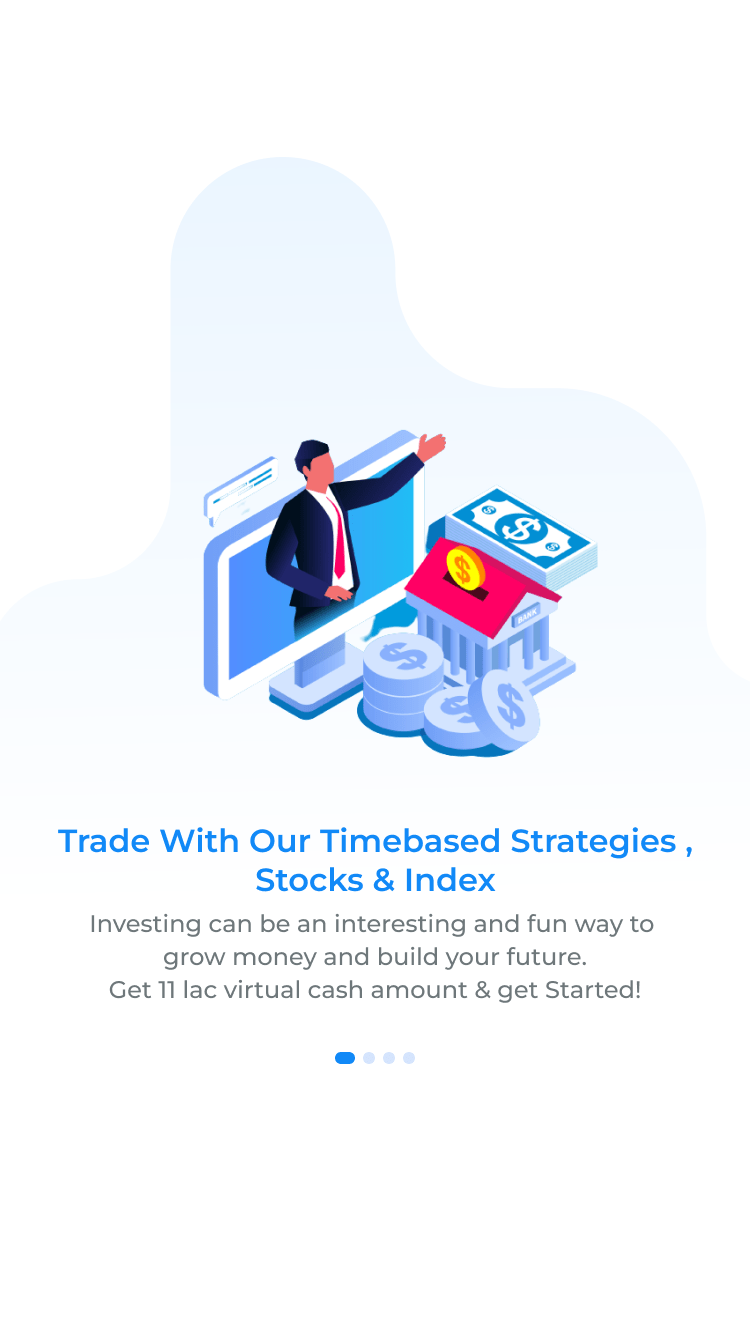 BANK
Trade With Our Timebased Strategies ,
Stocks & Index
Investing can be an interesting and fun way to
grow money and build your future.
Get 11 lac virtual cash amount & get Started!